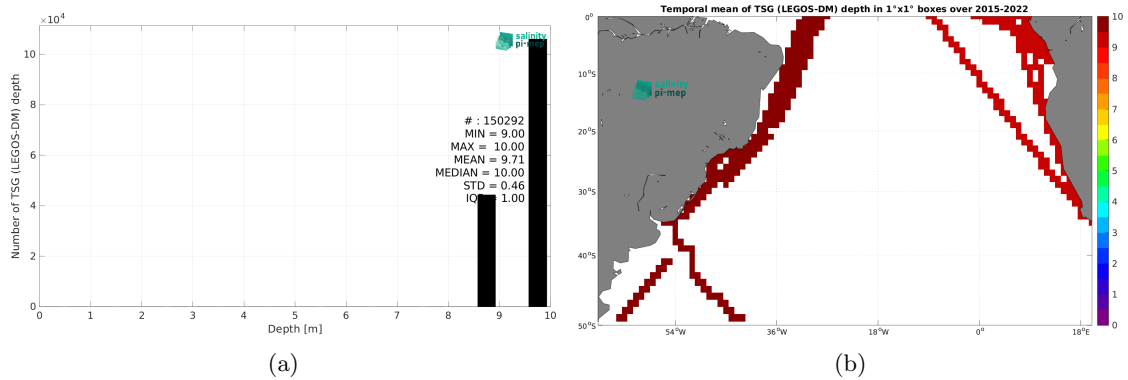 ×10⁴
10
8
6
4
2
0
Number of TSG (LEGOS-DM) depth
salinity
pi-mep
# : 150292
MIN = 9.00
MAX = 10.00
MEAN = 9.71
MEDIAN = 10.00
STD = 0.46
= 1.00
0 1 2 3 4 5 6 7 8 9 10
Depth [m]
(a)
Temporal mean of TSG (LEGOS-DM) depth in 1°x1° boxes over 2015-2022
0°
10°S
20°S
30°S
40°S
50°S
salinity
pi-mep
54°W 36°W 18°W 0° 18°E
10
9
8
7
6
5
4
3
2
1
0
(b)